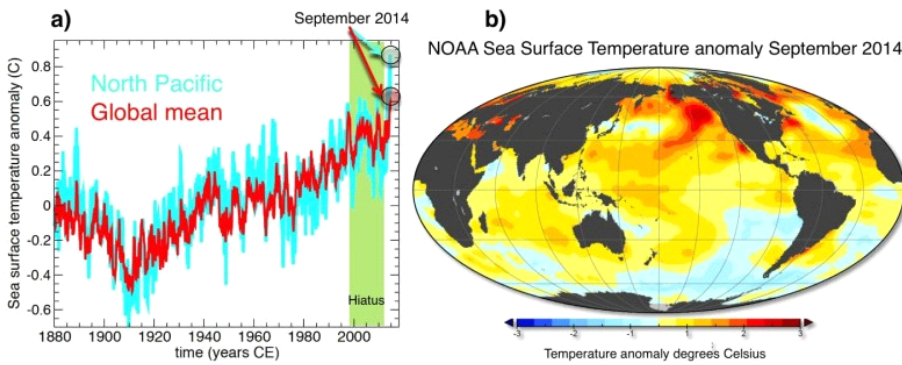 a)
September 2014
Sea surface temperature anomaly (C)
0.8
0.6
0.4
0.2
0
-0.2
-0.4
-0.6
North Pacific
Global mean
Hiatus
1880 1900 1920 1940 1960 1980 2000
time (years CE)
b)
NOAA Sea Surface Temperature anomaly September 2014
-3 -2 -1 1 2 3
Temperature anomaly degrees Celsius